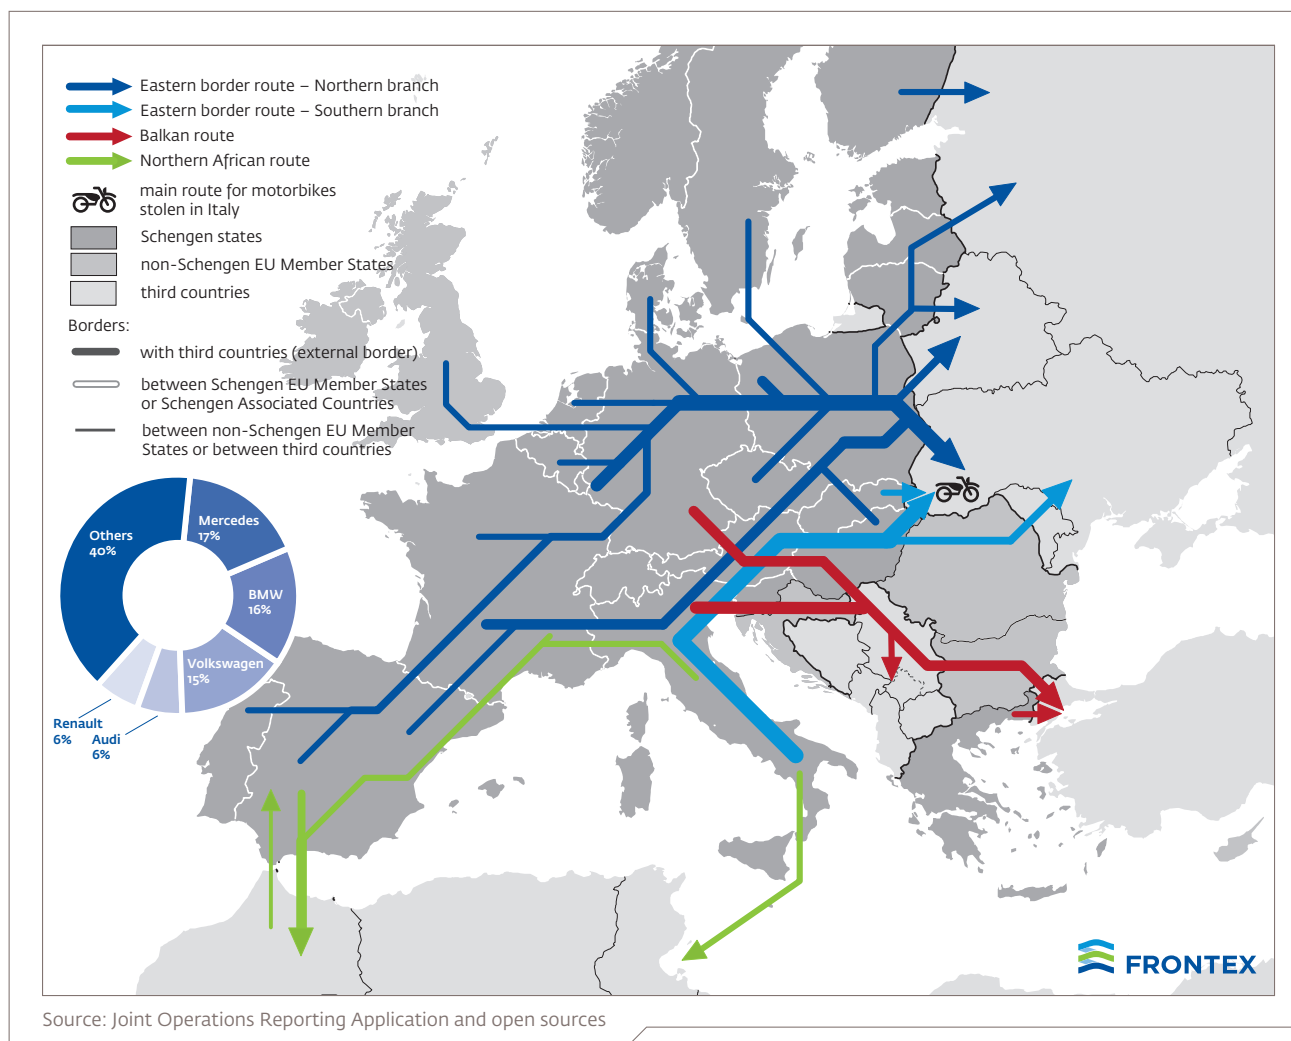 Eastern border route – Northern branch
Eastern border route – Southern branch
Balkan route
Northern African route
main route for motorbikes
stolen in Italy
Schengen states
non-Schengen EU Member States
third countries
Borders:
with third countries (external border)
between Schengen EU Member States
or Schengen Associated Countries
between non-Schengen EU Member
States or between third countries
Others
40%
Mercedes
17%
BMW
16%
Volkswagen
15%
Renault
6%
Audi
6%
FRONTEX
Source: Joint Operations Reporting Application and open sources